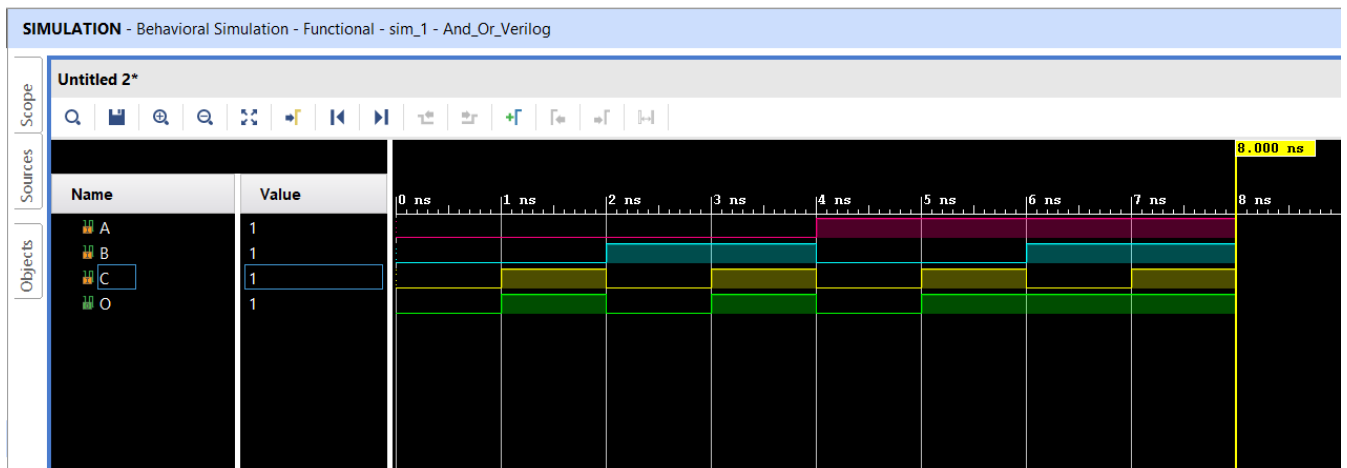 SIMULATION - Behavioral Simulation - Functional - sim_1 - And_Or_Verilog
Scope
Sources
Objects
Untitled 2*
8.000 ns
Name Value
0 ns 1 ns 2 ns 3 ns 4 ns 5 ns 6 ns 7 ns 8 ns
A 1
B 1
C 1
O 1